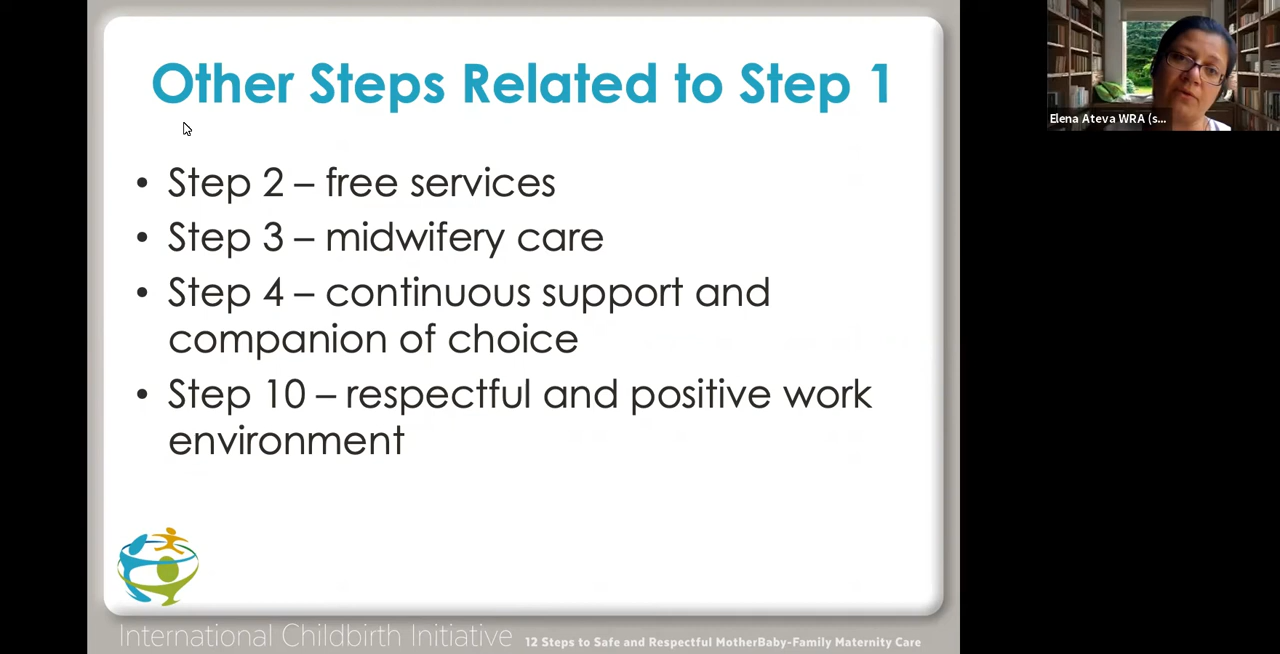 Other Steps Related to Step 1
• Step 2 – free services
• Step 3 – midwifery care
• Step 4 – continuous support and
companion of choice
• Step 10 – respectful and positive work
environment
International Childbirth Initiative 12 Steps to Safe and Respectful MotherBaby-Family Maternity Care
Elena Ateva WRA (s...